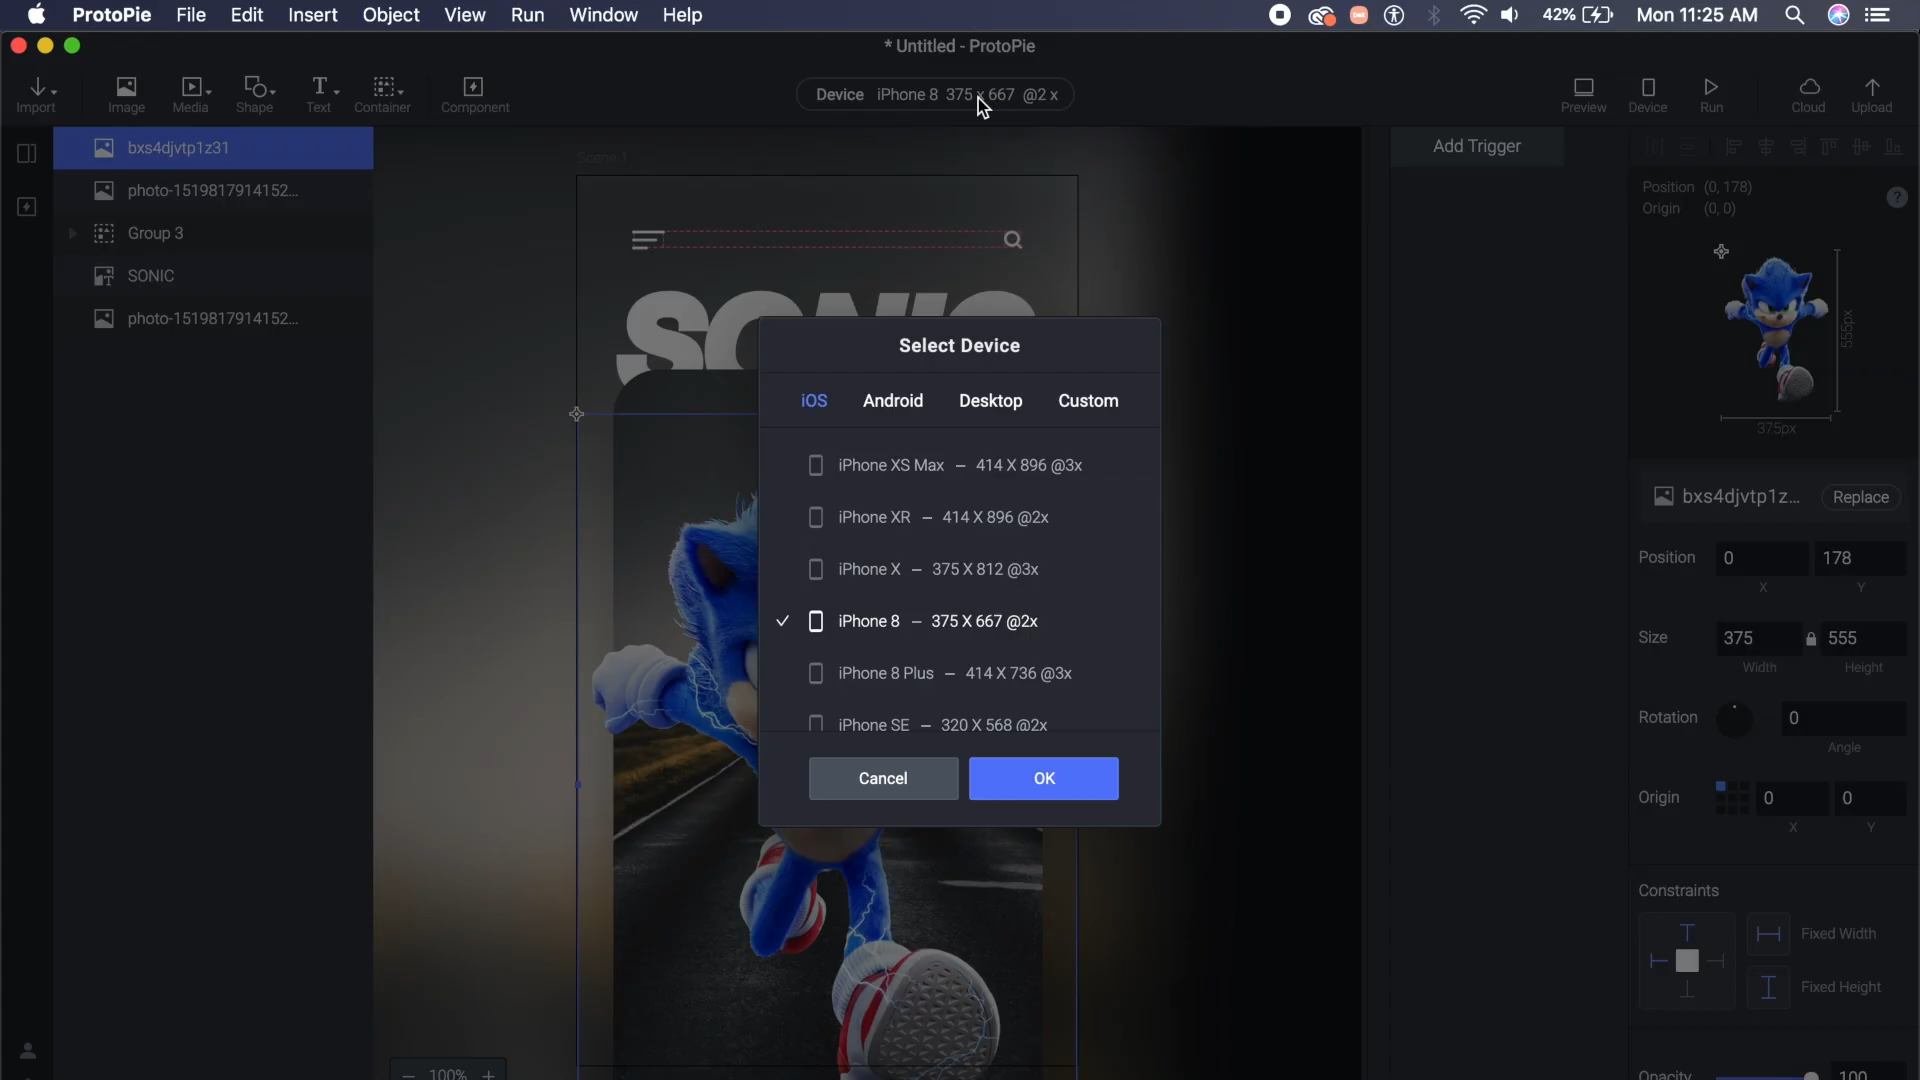 ProtoPie File Edit Insert Object View Run Window Help
42% Mon 11:25 AM
* Untitled - ProtoPie
Import Image Media Shape Text Container Component
Device iPhone 8 375 x 667 @2 x
Preview Device Run Cloud Upload
bxs4djvtp1z31
photo-1519817914152...
Group 3
SONIC
photo-1519817914152...
Scene 1
SONIC
Select Device
iOS Android Desktop Custom
iPhone XS Max – 414 X 896 @3x
iPhone XR – 414 X 896 @2x
iPhone X – 375 X 812 @3x
iPhone 8 – 375 X 667 @2x
iPhone 8 Plus – 414 X 736 @3x
iPhone SE – 320 X 568 @2x
Cancel OK
100%
Add Trigger
Position (0, 178)
Origin (0, 0)
?
555px
375px
bxs4djvtp1z... Replace
Position 0 178
X Y
Size 375 555
Width Height
Rotation 0
Angle
Origin 0 0
X Y
Constraints
Fixed Width
Fixed Height
Opacity 100